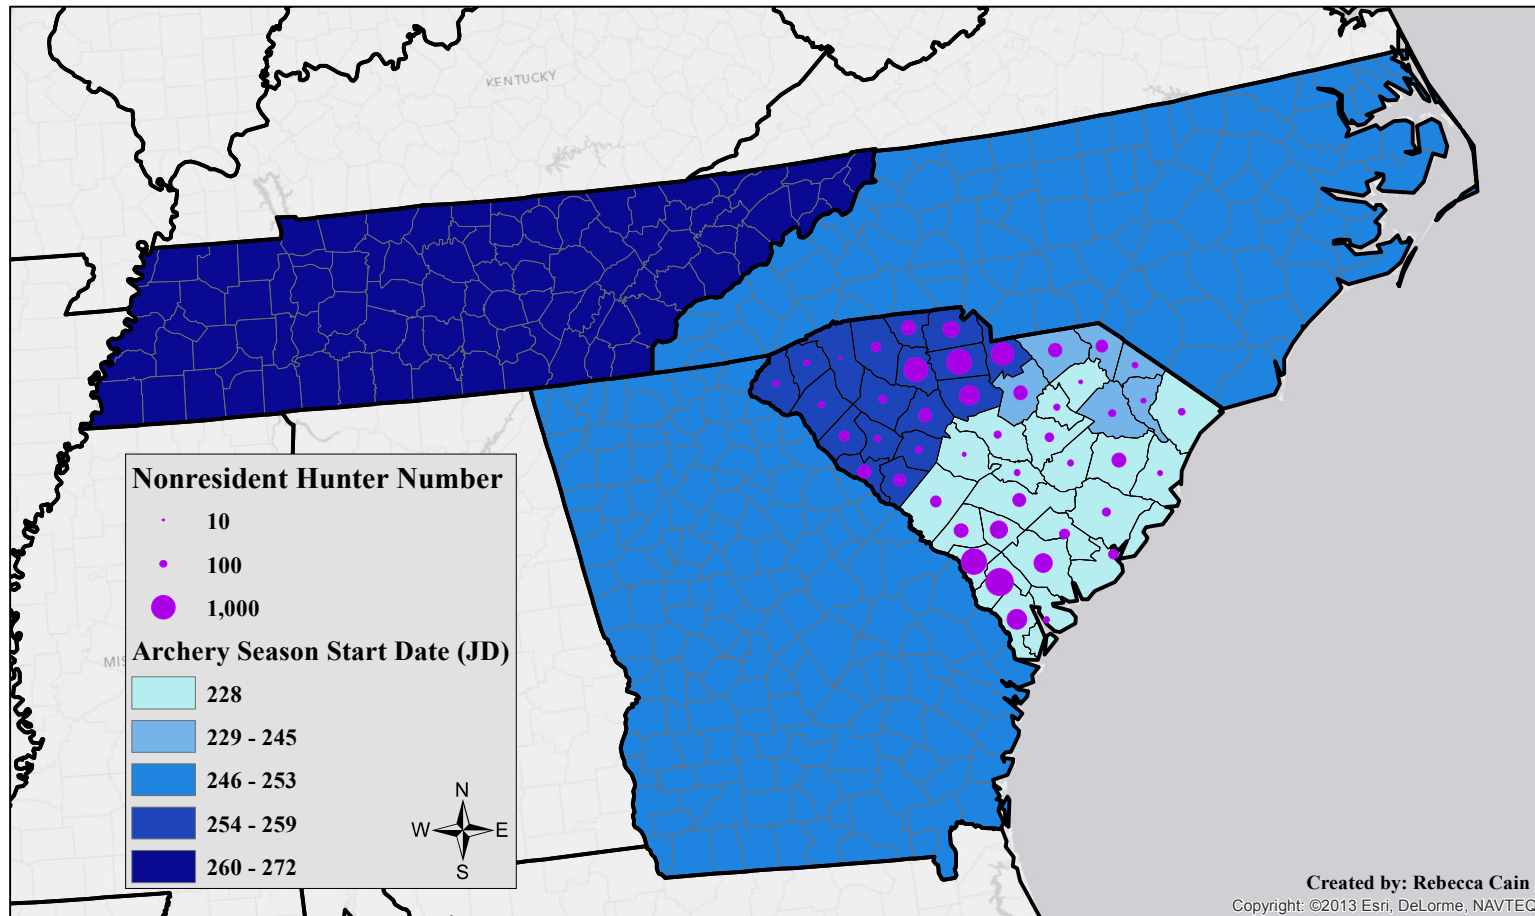 KENTUCKY
Nonresident Hunter Number
10
100
1,000
Archery Season Start Date (JD)
MIS
228
229 - 245
246 - 253
254 - 259
260 - 272
N
W E
S
Created by: Rebecca Cain
Copyright: ©2013 Esri, DeLorme, NAVTEQ